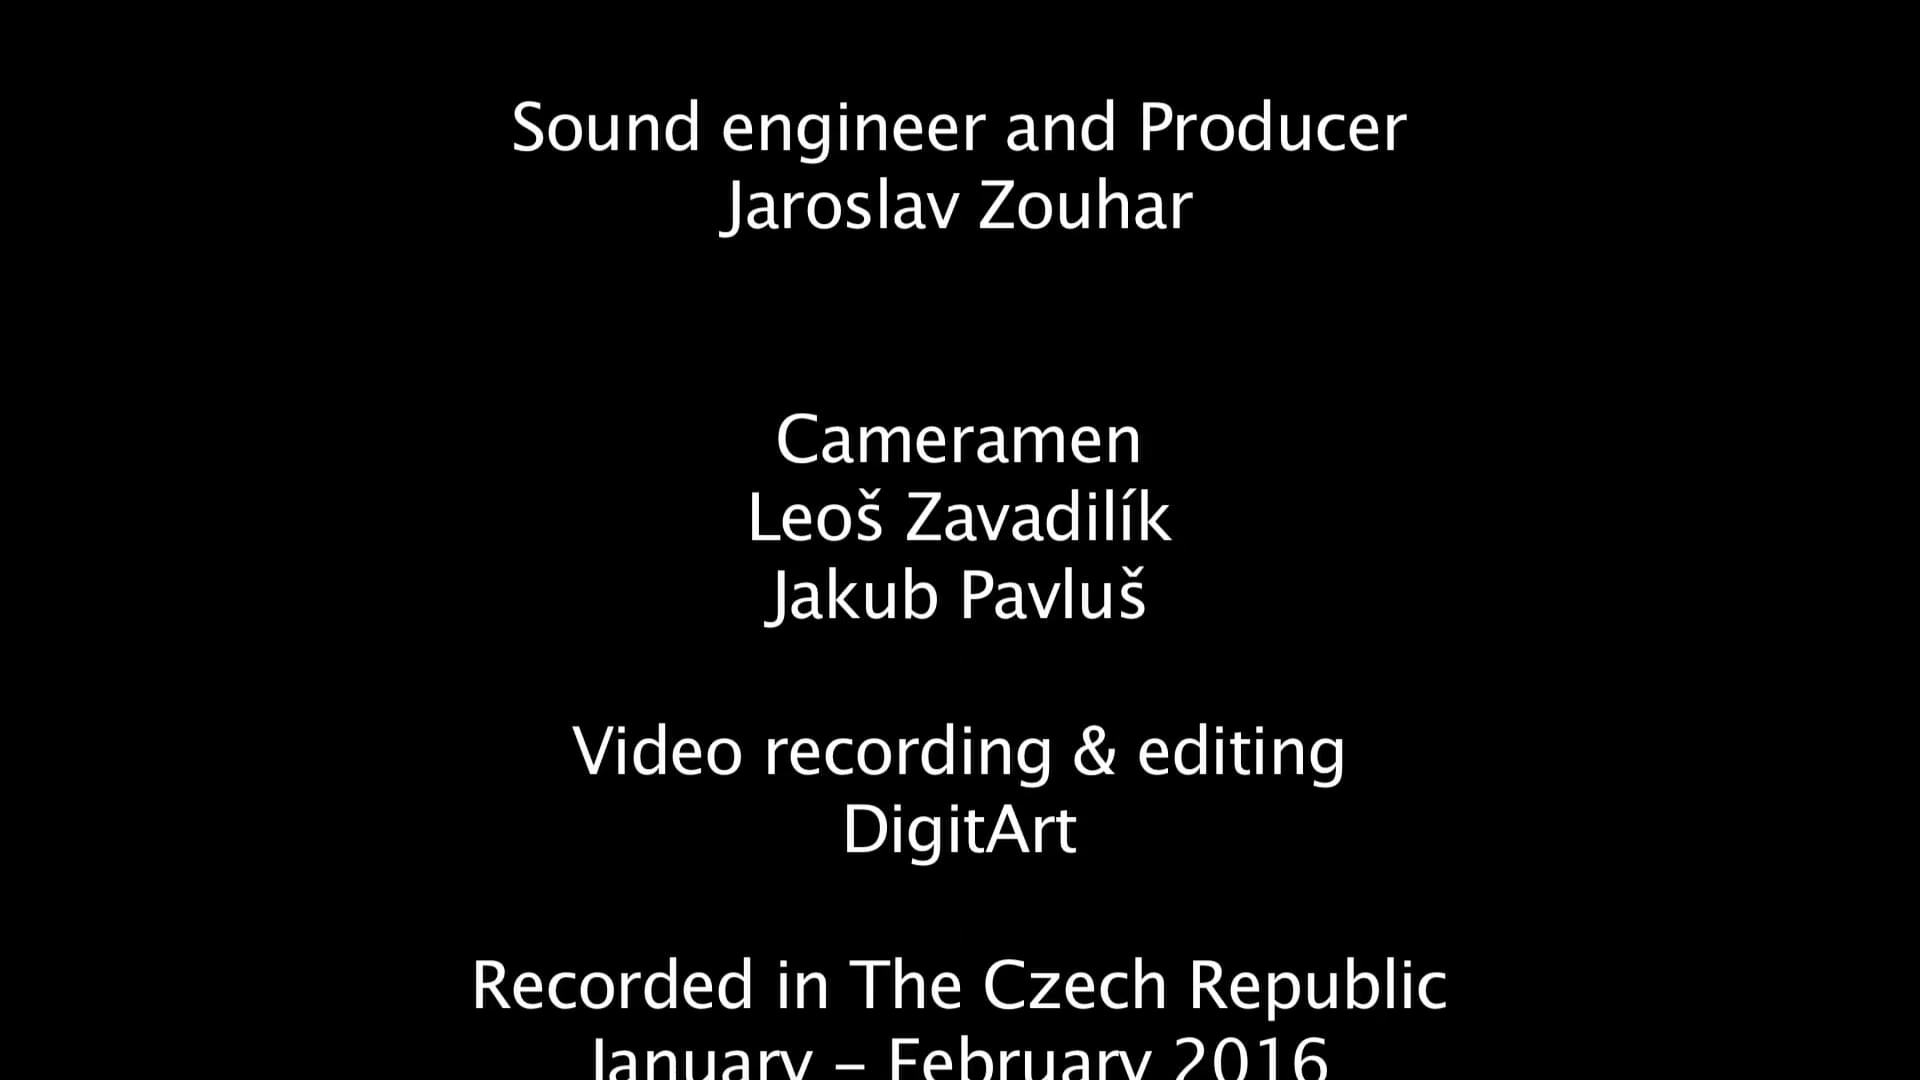 Sound engineer and Producer
Jaroslav Zouhar
Cameramen
Leoš Zavadilík
Jakub Pavluš
Video recording & editing
DigitArt
Recorded in The Czech Republic
January – February 2016